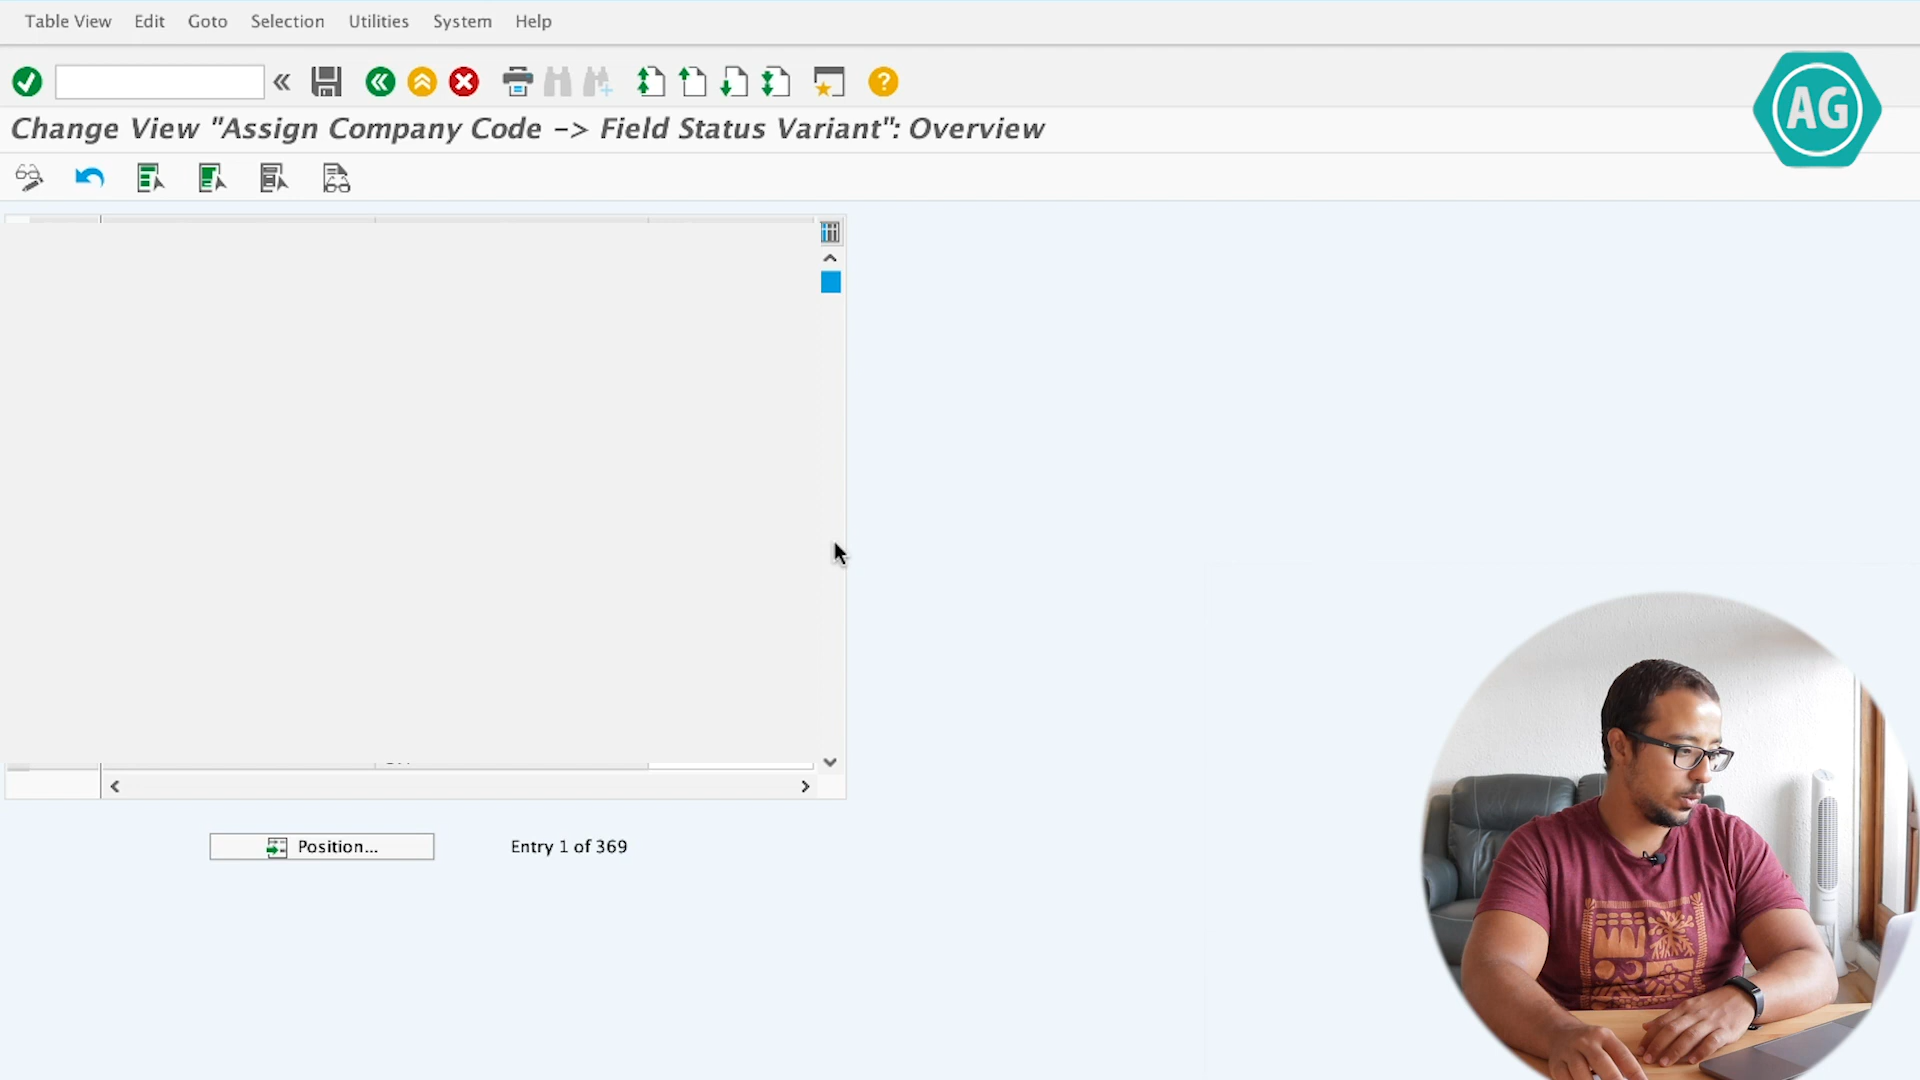 Table View Edit Goto Selection Utilities System Help
Change View "Assign Company Code -> Field Status Variant": Overview
AG
Position...
Entry 1 of 369